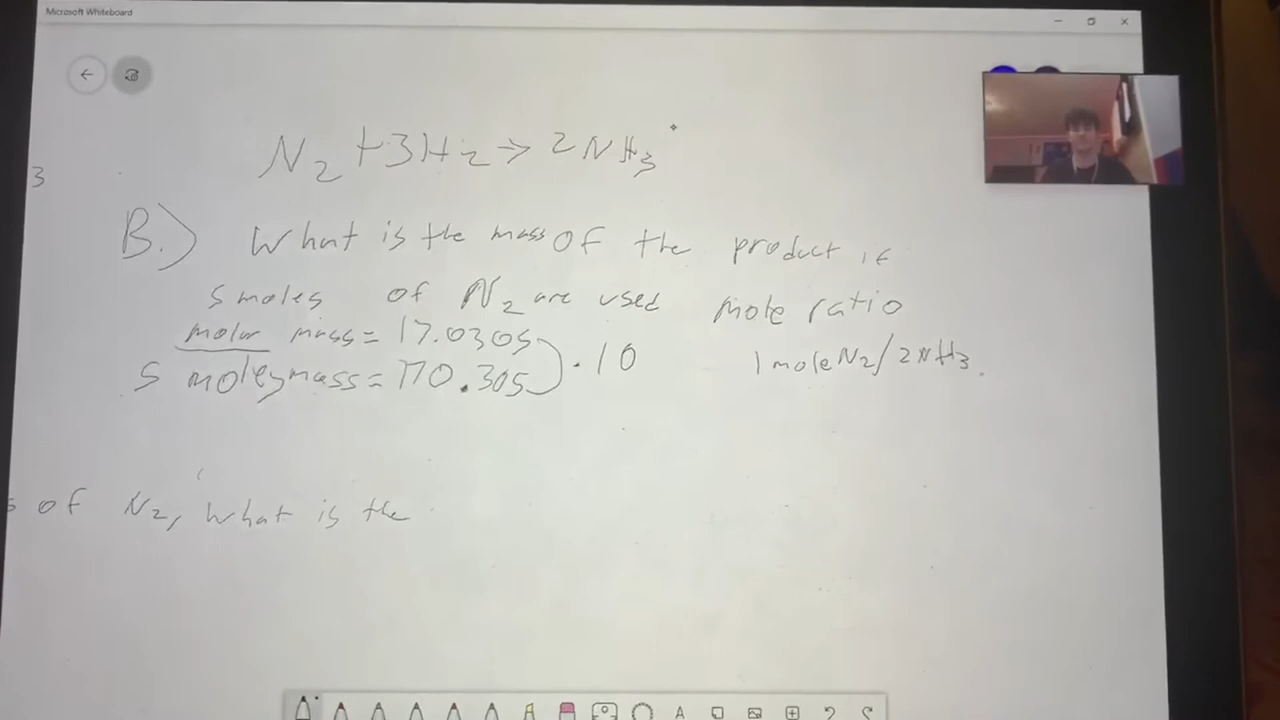 Microsoft Whiteboard
N2 + 3H2 → 2NH3
3
B.) What is the mass of the product if
5 moles of N2 are used mole ratio
molar mass = 17.0305
1 mole N2/2NH3.
5 moles mass = 170.305 ) · 10
s of N2, what is the